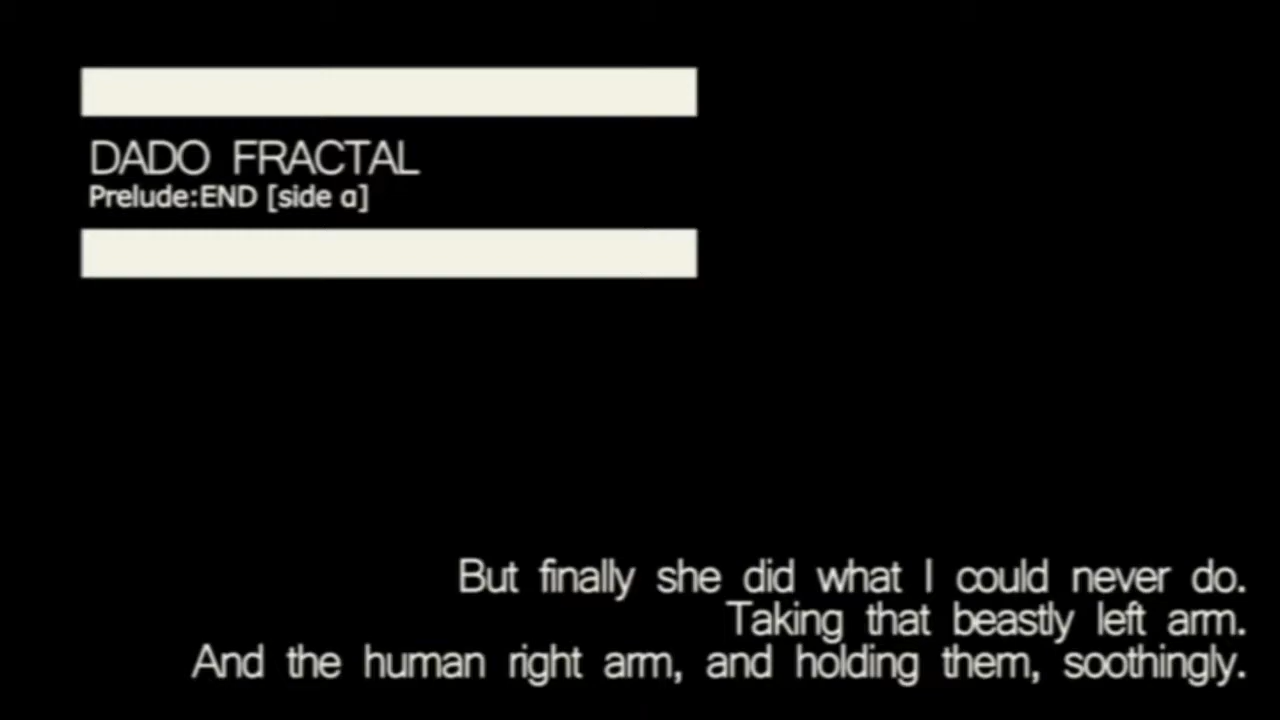 DADO FRACTAL
Prelude:END [side a]
But finally she did what I could never do.
Taking that beastly left arm.
And the human right arm, and holding them, soothingly.